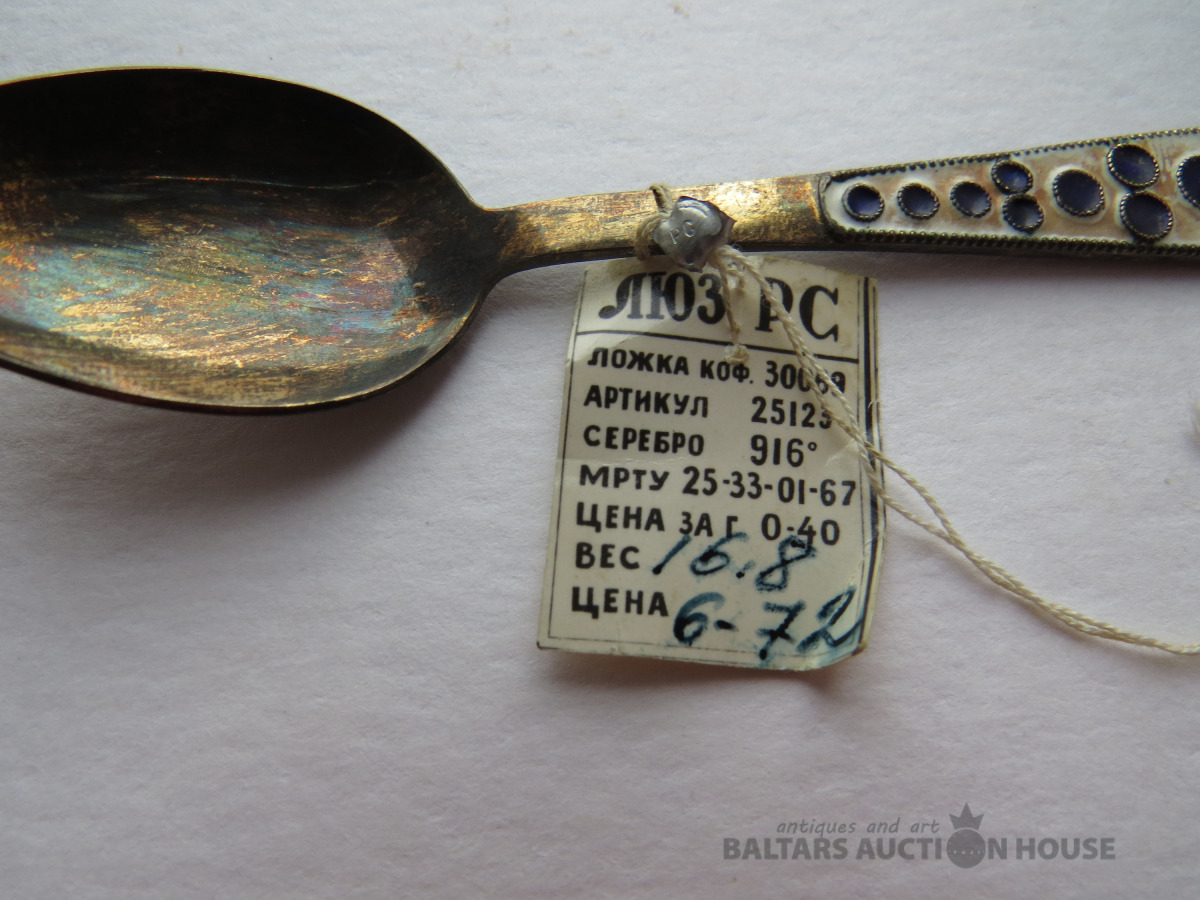 РС
ЛЮЗ РС
ЛОЖКА КОФ. 30069
АРТИКУЛ 25125
СЕРЕБРО 916°
МРТУ 25-33-01-67
ЦЕНА ЗА Г. 0-40
ВЕС 16.8
ЦЕНА 6-72
antiques and art
BALTARS AUCTION HOUSE